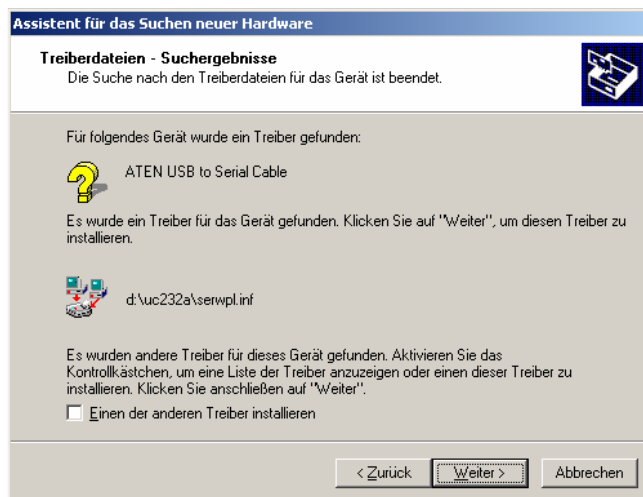 Assistent für das Suchen neuer Hardware
Treiberdateien - Suchergebnisse
Die Suche nach den Treiberdateien für das Gerät ist beendet.
Für folgendes Gerät wurde ein Treiber gefunden:
ATEN USB to Serial Cable
Es wurde ein Treiber für das Gerät gefunden. Klicken Sie auf "Weiter", um diesen Treiber zu
installieren.
d:\uc232a\serwpl.inf
Es wurden andere Treiber für dieses Gerät gefunden. Aktivieren Sie das
Kontrollkästchen, um eine Liste der Treiber anzuzeigen oder einen dieser Treiber zu
installieren. Klicken Sie anschließen auf "Weiter".
Einen der anderen Treiber installieren
< Zurück Weiter > Abbrechen